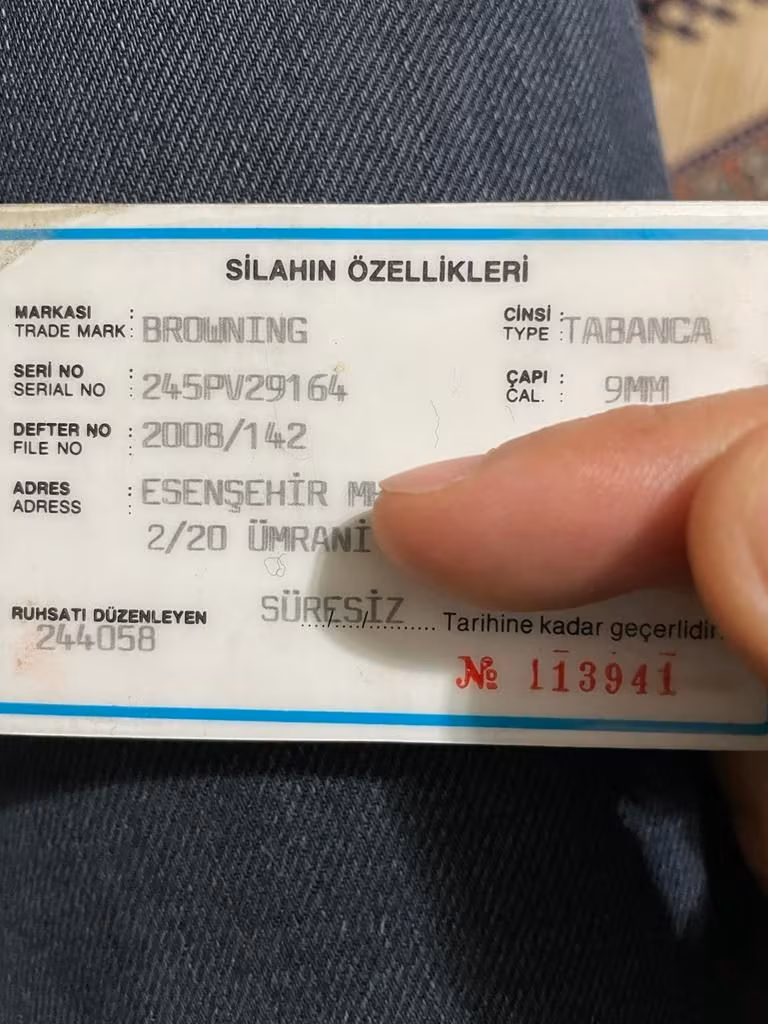 SİLAHIN ÖZELLİKLERİ
MARKASI : CİNSİ :
TRADE MARK : BROWNING TYPE : TABANCA
SERİ NO : ÇAPI :
SERIAL NO : 245PV29164 CAL. : 9MM
DEFTER NO : 2008/142
FILE NO :
ADRES : ESENŞEHİR
ADRESS :
2/20 ÜMRANİ
RUHSATI DÜZENLEYEN SÜRESİZ
244058 .../.../......... Tarihine kadar geçerlidir.
№ 113941